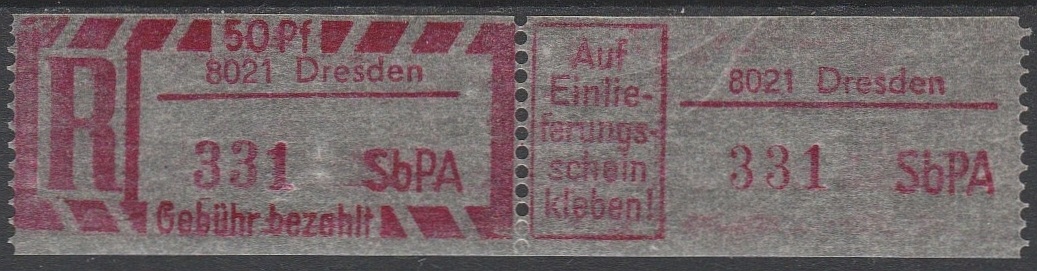 50 Pf
8021 Dresden
R
331 SbPA
Gebühr bezahlt
Auf
Einlie-
ferungs-
schein
kleben!
8021 Dresden
331 SbPA